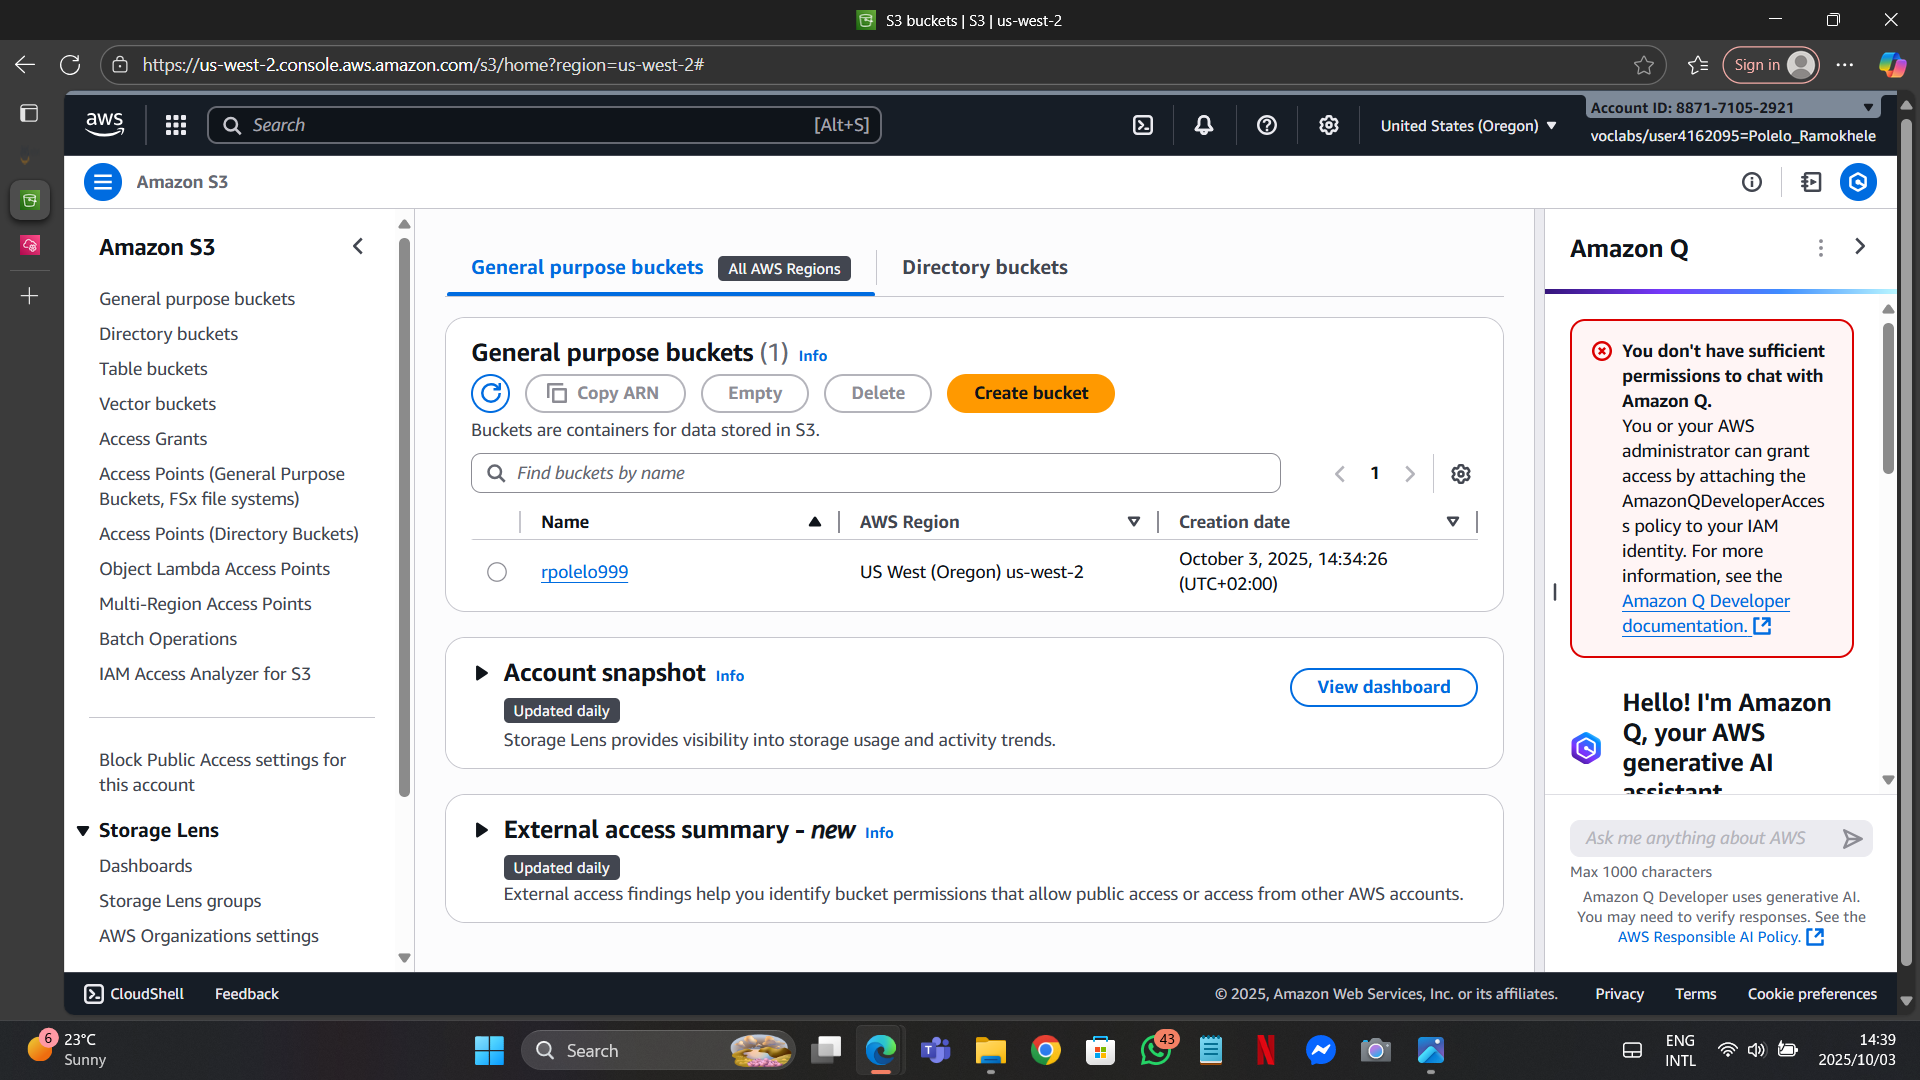 S3 buckets | S3 | us-west-2
https://us-west-2.console.aws.amazon.com/s3/home?region=us-west-2#
Sign in
aws
Search
[Alt+S]
United States (Oregon)
Account ID: 8871-7105-2921
voclabs/user4162095=Polelo_Ramokhele
Amazon S3
Amazon S3
General purpose buckets
Directory buckets
Table buckets
Vector buckets
Access Grants
Access Points (General Purpose
Buckets, FSx file systems)
Access Points (Directory Buckets)
Object Lambda Access Points
Multi-Region Access Points
Batch Operations
IAM Access Analyzer for S3
Block Public Access settings for
this account
Storage Lens
Dashboards
Storage Lens groups
AWS Organizations settings
General purpose buckets
All AWS Regions
Directory buckets
General purpose buckets (1) Info
Copy ARN
Empty
Delete
Create bucket
Buckets are containers for data stored in S3.
Find buckets by name
1
Name
AWS Region
Creation date
rpolelo999
US West (Oregon) us-west-2
October 3, 2025, 14:34:26
(UTC+02:00)
Account snapshot Info
Updated daily
Storage Lens provides visibility into storage usage and activity trends.
View dashboard
External access summary - new Info
Updated daily
External access findings help you identify bucket permissions that allow public access or access from other AWS accounts.
Amazon Q
You don't have sufficient
permissions to chat with
Amazon Q.
You or your AWS
administrator can grant
access by attaching the
AmazonQDeveloperAcces
s policy to your IAM
identity. For more
information, see the
Amazon Q Developer
documentation.
Hello! I'm Amazon
Q, your AWS
generative AI
assistant
Ask me anything about AWS
Max 1000 characters
Amazon Q Developer uses generative AI.
You may need to verify responses. See the
AWS Responsible AI Policy.
CloudShell
Feedback
© 2025, Amazon Web Services, Inc. or its affiliates.
Privacy
Terms
Cookie preferences
6
23°C
Sunny
Search
43
ENG
INTL
14:39
2025/10/03